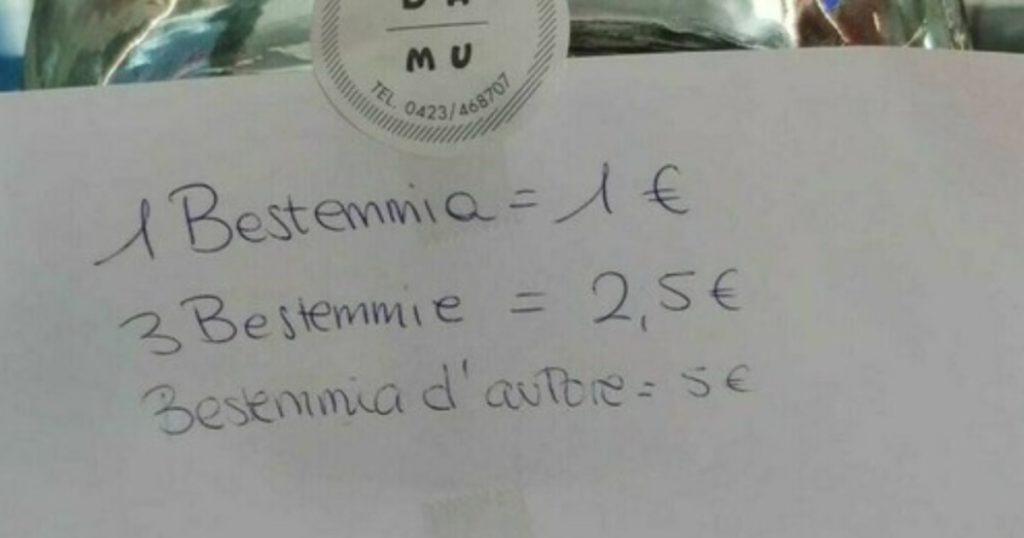 MU
TEL. 0423/468707
1 Bestemmia = 1 €
3 Bestemmie = 2,5 €
Bestemmia d'autore = 5 €